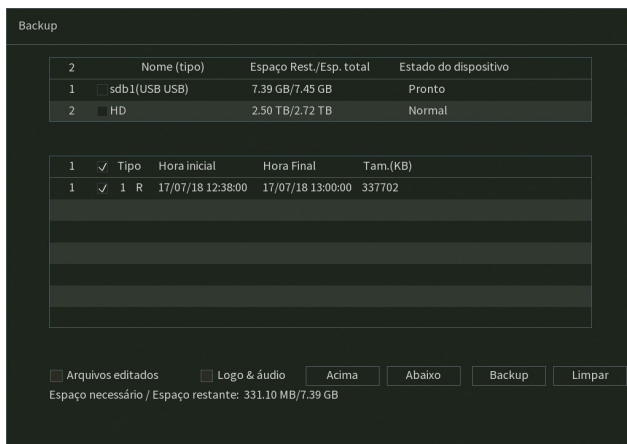 Backup
2 Nome (tipo) Espaço Rest./Esp. total Estado do dispositivo
1 sdb1(USB USB) 7.39 GB/7.45 GB Pronto
2 HD 2.50 TB/2.72 TB Normal
1 Tipo Hora inicial Hora Final Tam.(KB)
1 1 R 17/07/18 12:38:00 17/07/18 13:00:00 337702
Arquivos editados Logo & áudio Acima Abaixo Backup Limpar
Espaço necessário / Espaço restante: 331.10 MB/7.39 GB